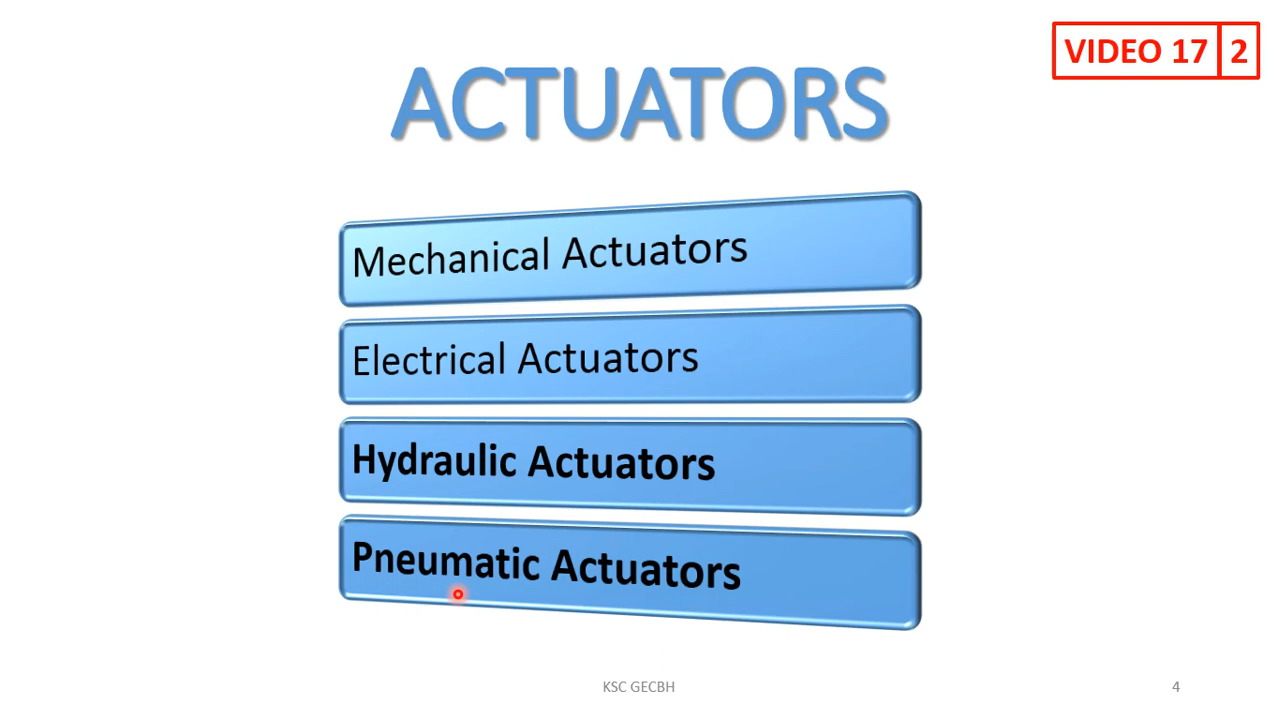 VIDEO 17 2
ACTUATORS
Mechanical Actuators
Electrical Actuators
Hydraulic Actuators
Pneumatic Actuators
KSC GECBH 4